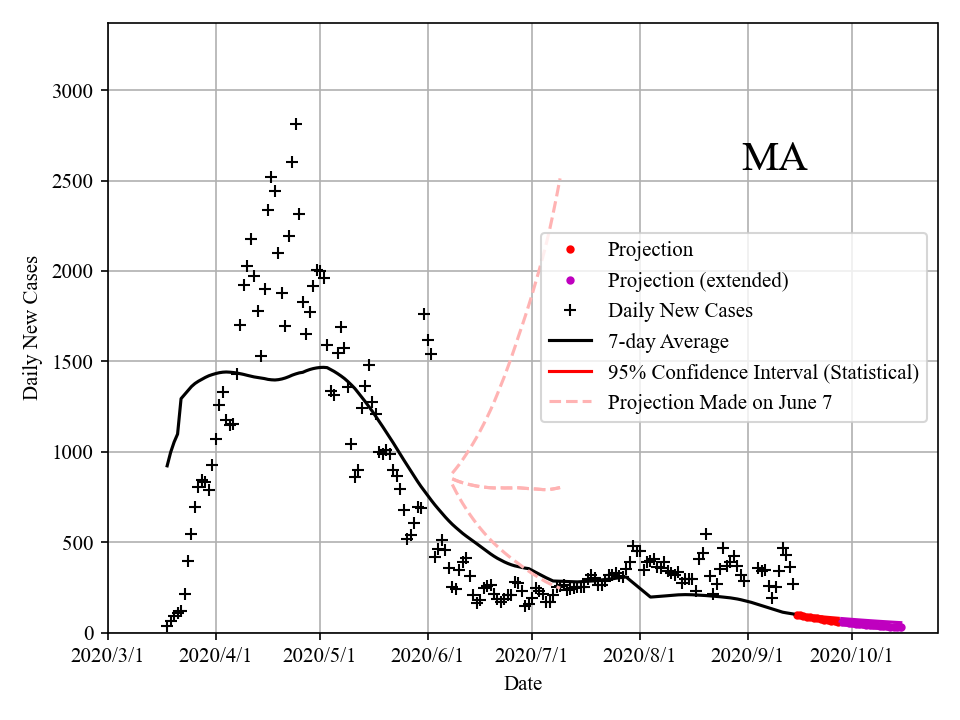 3000
2500
2000
1500
1000
500
0
Daily New Cases
MA
Projection
Projection (extended)
Daily New Cases
7-day Average
95% Confidence Interval (Statistical)
Projection Made on June 7
2020/3/1 2020/4/1 2020/5/1 2020/6/1 2020/7/1 2020/8/1 2020/9/1 2020/10/1
Date